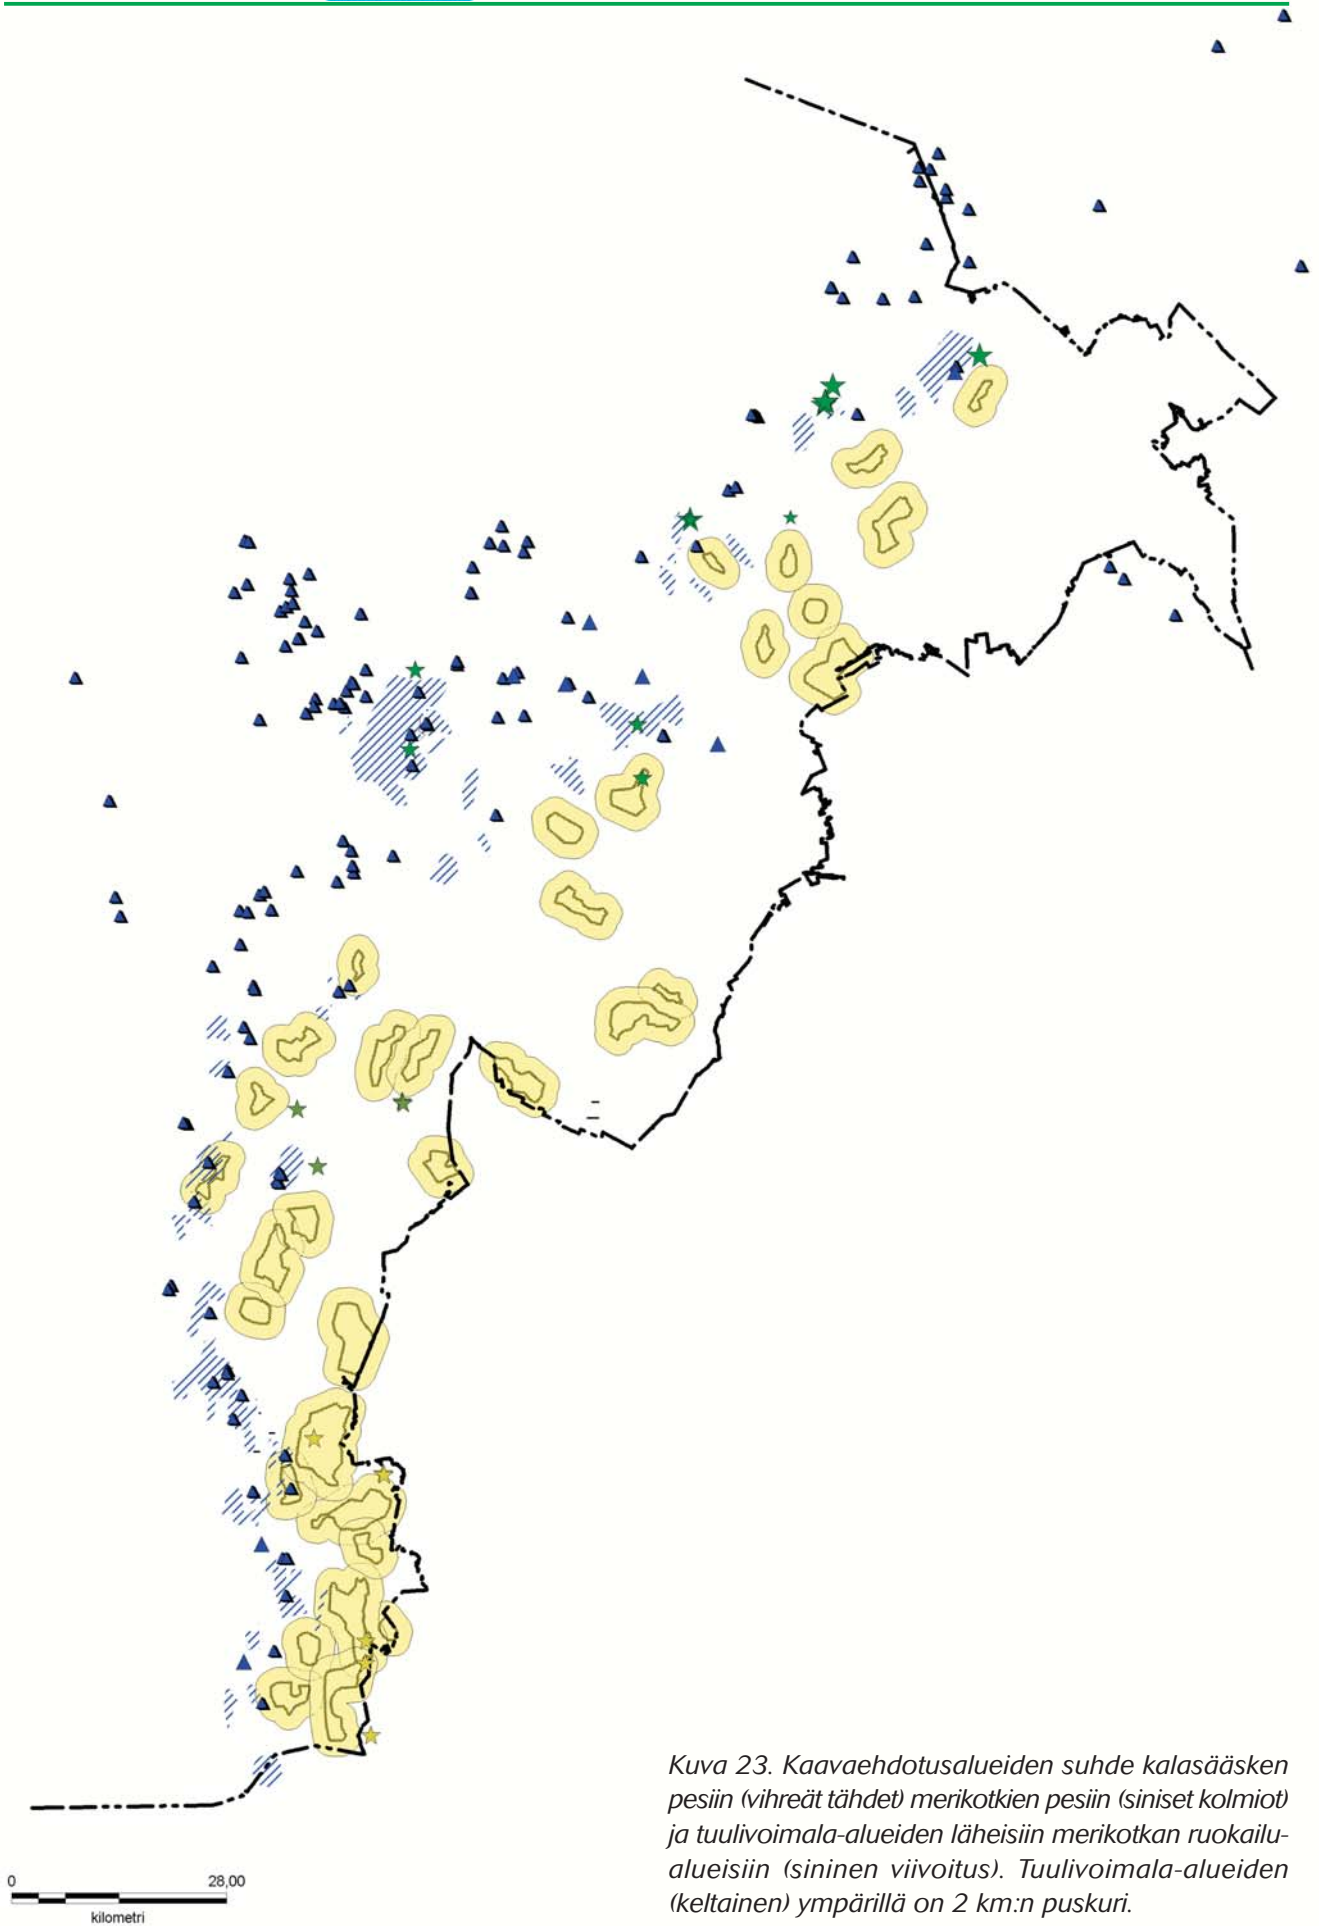 Kuva 23. Kaavaehdotusalueiden suhde kalasääsken
pesiin (vihreät tähdet) merikotkien pesiin (siniset kolmiot)
ja tuulivoimala-alueiden läheisiin merikotkan ruokailu-
alueisiin (sininen viivoitus). Tuulivoimala-alueiden
(keltainen) ympärillä on 2 km:n puskuri.
0 28,00
kilometri